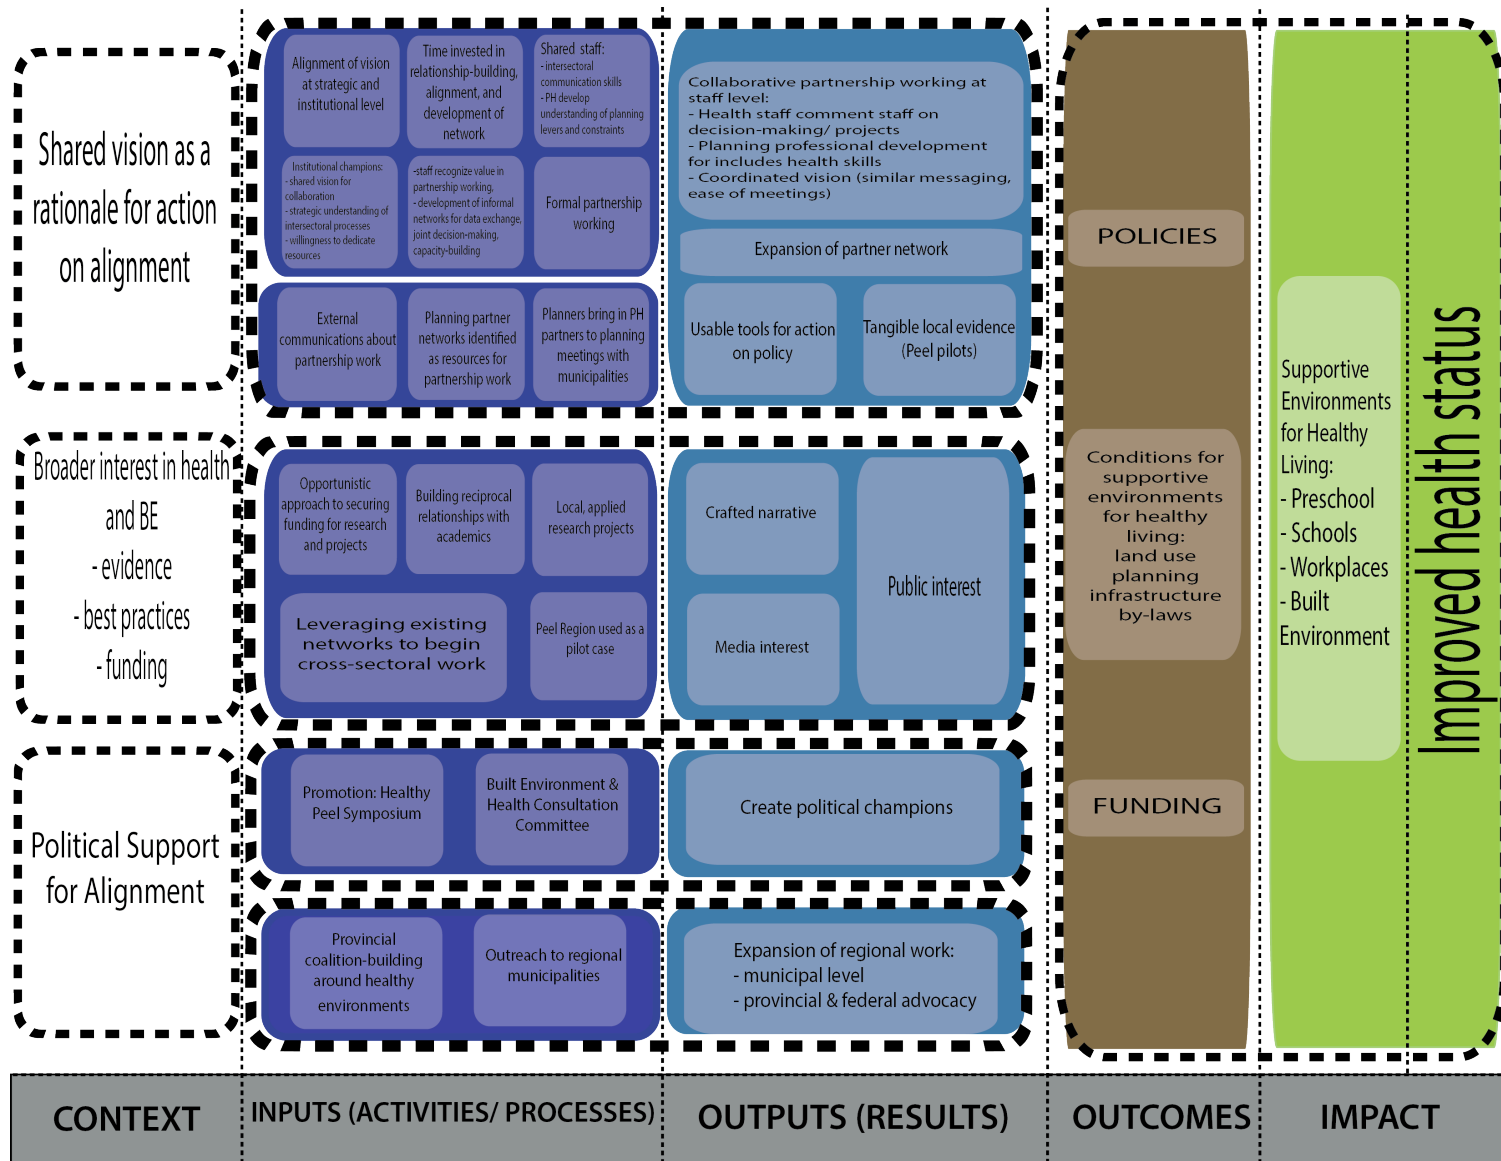 Shared vision as a
rationale for action
on alignment
Alignment of vision
at strategic and
institutional level
Time invested in
relationship-building,
alignment, and
development of
network
Shared staff:
- intersectoral
communication skills
- PH develop
understanding of planning
levers and constraints
Institutional champions:
- shared vision for
collaboration
- strategic understanding of
intersectoral processes
- willingness to dedicate
resources
-staff recognize value in
partnership working,
- development of informal
networks for data exchange,
joint decision-making,
capacity-building
Formal partnership
working
External
communications about
partnership work
Planning partner
networks identified
as resources for
partnership work
Planners bring in PH
partners to planning
meetings with
municipalities
Collaborative partnership working at
staff level:
- Health staff comment staff on
decision-making/ projects
- Planning professional development
for includes health skills
- Coordinated vision (similar messaging,
ease of meetings)
Expansion of partner network
Usable tools for action
on policy
Tangible local evidence
(Peel pilots)
Broader interest in health
and BE
- evidence
- best practices
- funding
Opportunistic
approach to securing
funding for research
and projects
Building reciprocal
relationships with
academics
Local, applied
research projects
Leveraging existing
networks to begin
cross-sectoral work
Peel Region used as a
pilot case
Crafted narrative
Media interest
Public interest
Political Support
for Alignment
Promotion: Healthy
Peel Symposium
Built Environment &
Health Consultation
Committee
Create political champions
Provincial
coalition-building
around healthy
environments
Outreach to regional
municipalities
Expansion of regional work:
- municipal level
- provincial & federal advocacy
POLICIES
Conditions for
supportive
environments
for healthy
living:
land use
planning
infrastructure
by-laws
FUNDING
Supportive
Environments
for Healthy
Living:
- Preschool
- Schools
- Workplaces
- Built
Environment
Improved health status
CONTEXT
INPUTS (ACTIVITIES/ PROCESSES)
OUTPUTS (RESULTS)
OUTCOMES
IMPACT